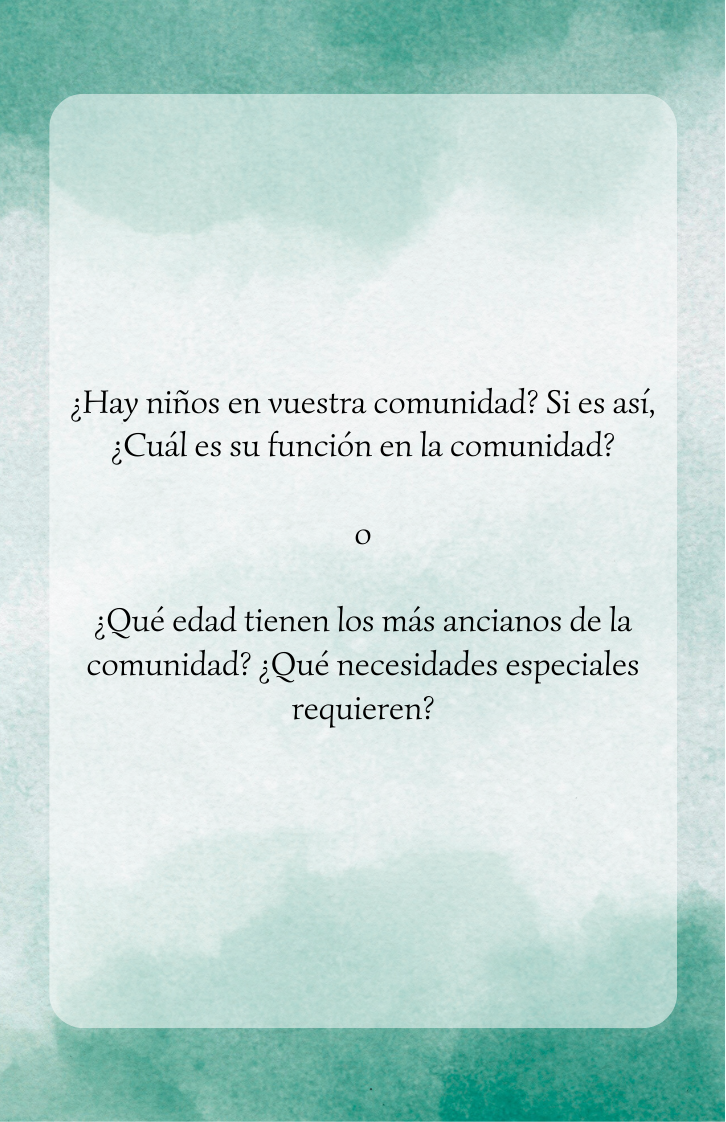 ¿Hay niños en vuestra comunidad? Si es así,
¿Cuál es su función en la comunidad?
o
¿Qué edad tienen los más ancianos de la
comunidad? ¿Qué necesidades especiales
requieren?